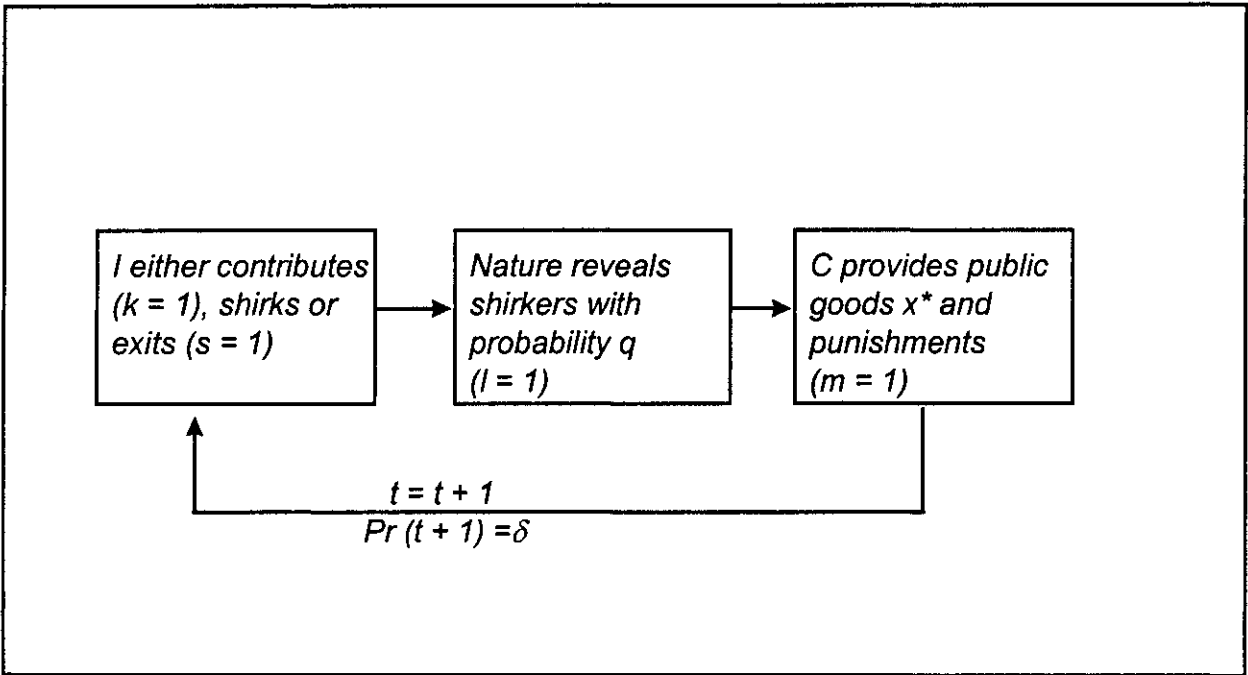 I either contributes
(k = 1), shirks or
exits (s = 1)
Nature reveals
shirkers with
probability q
(l = 1)
C provides public
goods x* and
punishments
(m = 1)
t = t + 1
Pr (t + 1) =δ